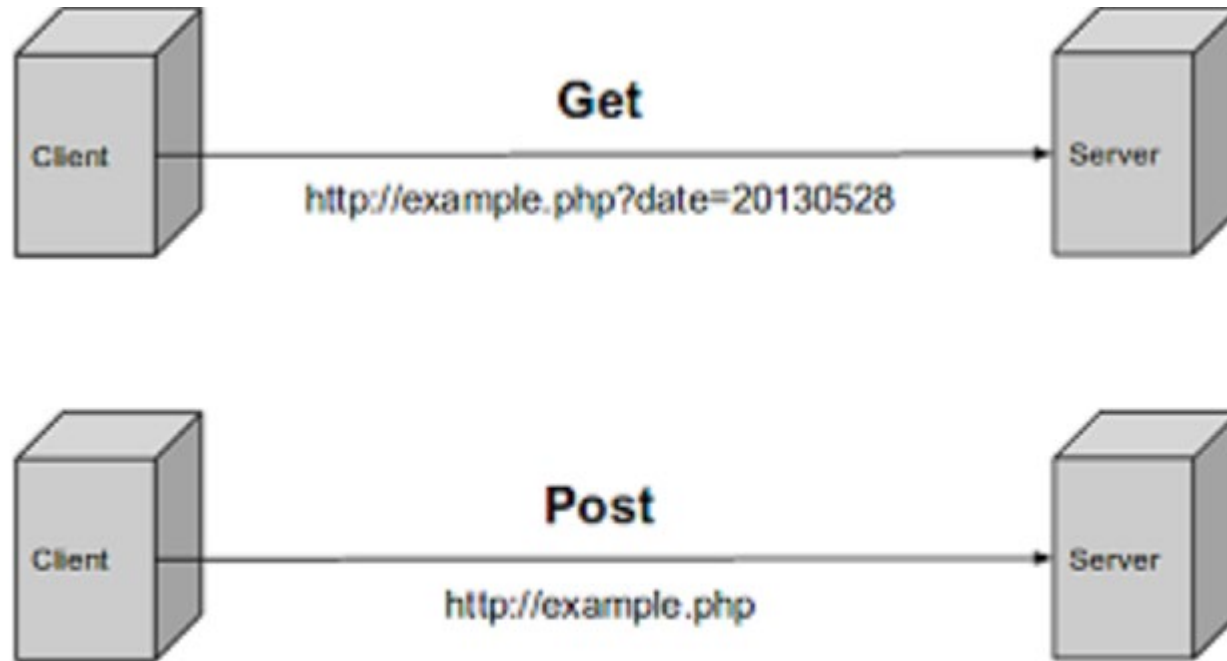 Get
Client
Server
http://example.php?date=20130528
Post
Client
Server
http://example.php